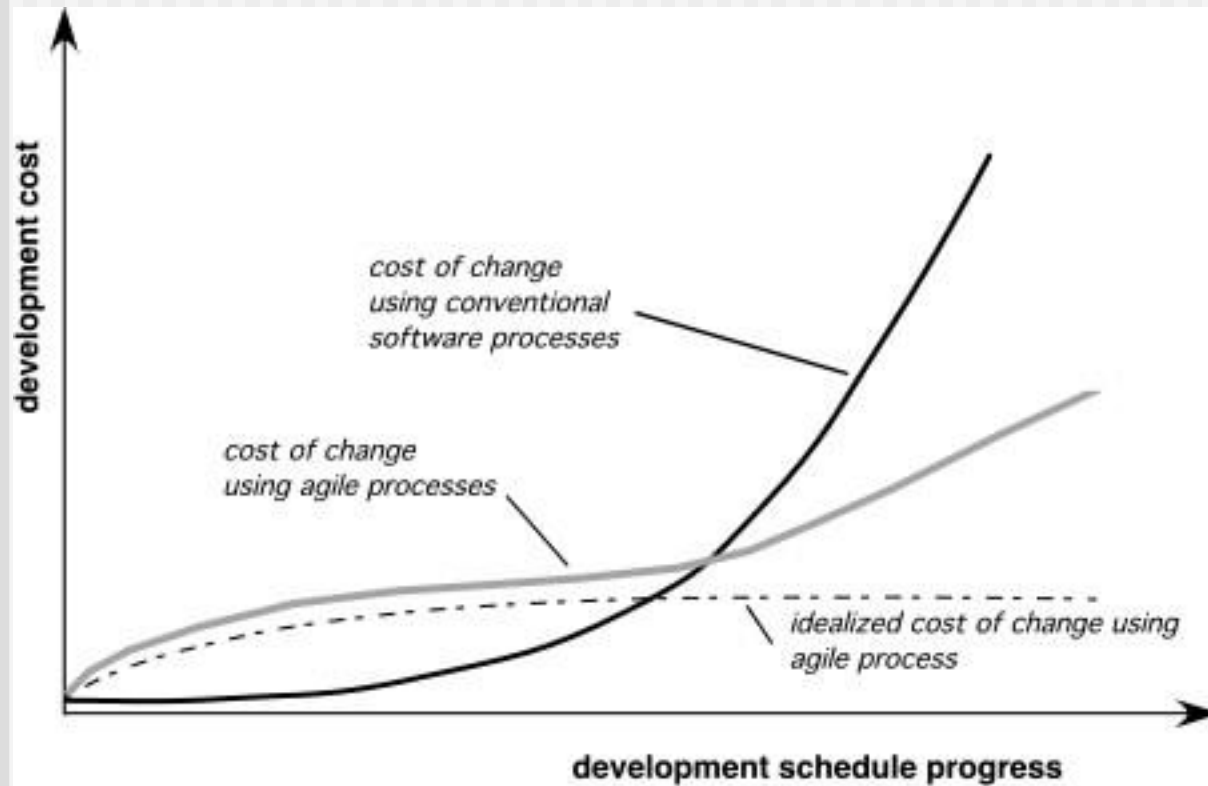 development cost
cost of change
using conventional
software processes
cost of change
using agile processes
idealized cost of change using
agile process
development schedule progress